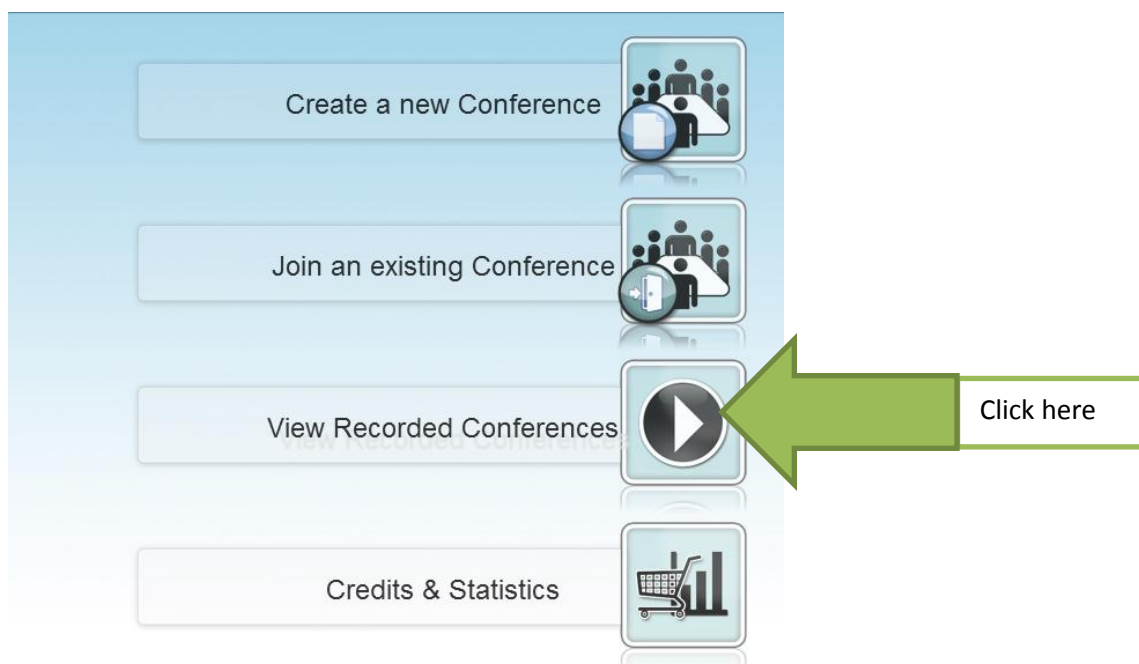 Create a new Conference
Join an existing Conference
View Recorded Conferences
Click here
Credits & Statistics